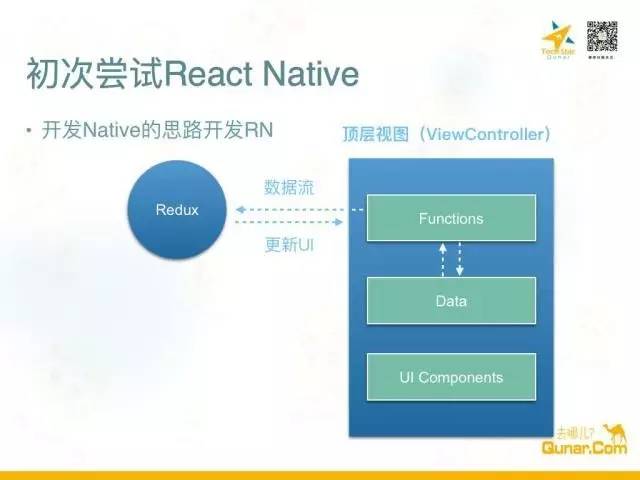 Tech Star
Qunar
初次尝试React Native
• 开发Native的思路开发RN
顶层视图（ViewController）
Redux
数据流
更新UI
Functions
Data
UI Components
去哪儿?
Qunar.Com